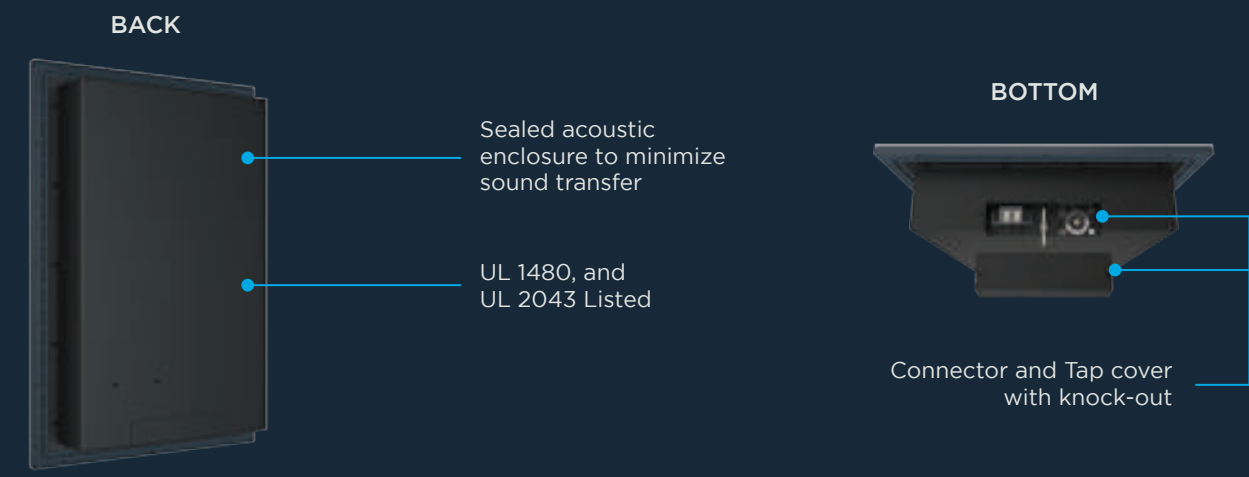 BACK
Sealed acoustic
enclosure to minimize
sound transfer
UL 1480, and
UL 2043 Listed
BOTTOM
Connector and Tap cover
with knock-out